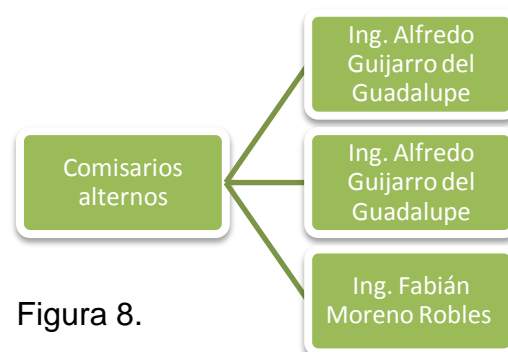 Ing. Alfredo
Guijarro del
Guadalupe
Comisarios
alternos
Ing. Alfredo
Guijarro del
Guadalupe
Ing. Fabián
Moreno Robles
Figura 8.